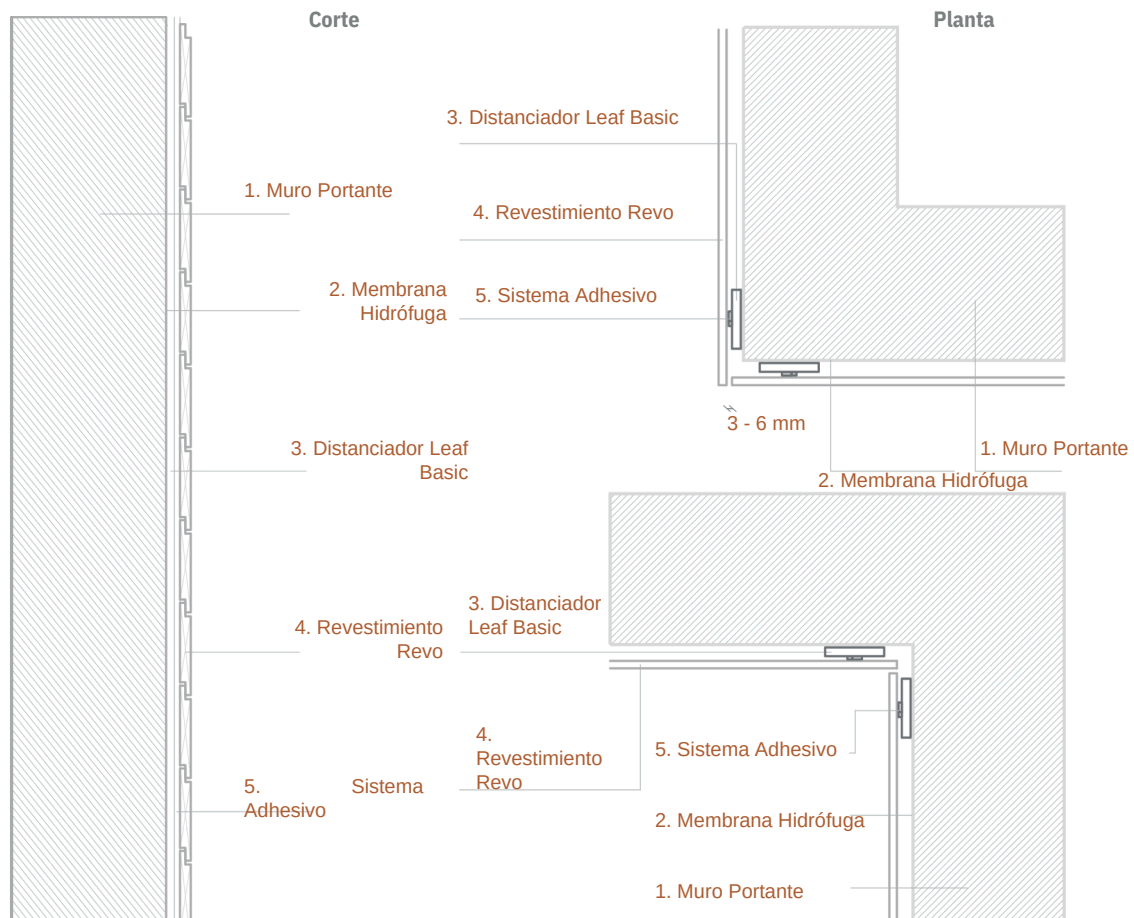 Corte
1. Muro Portante
2. Membrana
Hidrófuga
3. Distanciador Leaf
Basic
4. Revestimiento
Revo
5. Sistema
Adhesivo
Planta
3. Distanciador Leaf Basic
4. Revestimiento Revo
5. Sistema Adhesivo
3 - 6 mm
1. Muro Portante
2. Membrana Hidrófuga
3. Distanciador
Leaf Basic
4.
Revestimiento
Revo
5. Sistema Adhesivo
2. Membrana Hidrófuga
1. Muro Portante